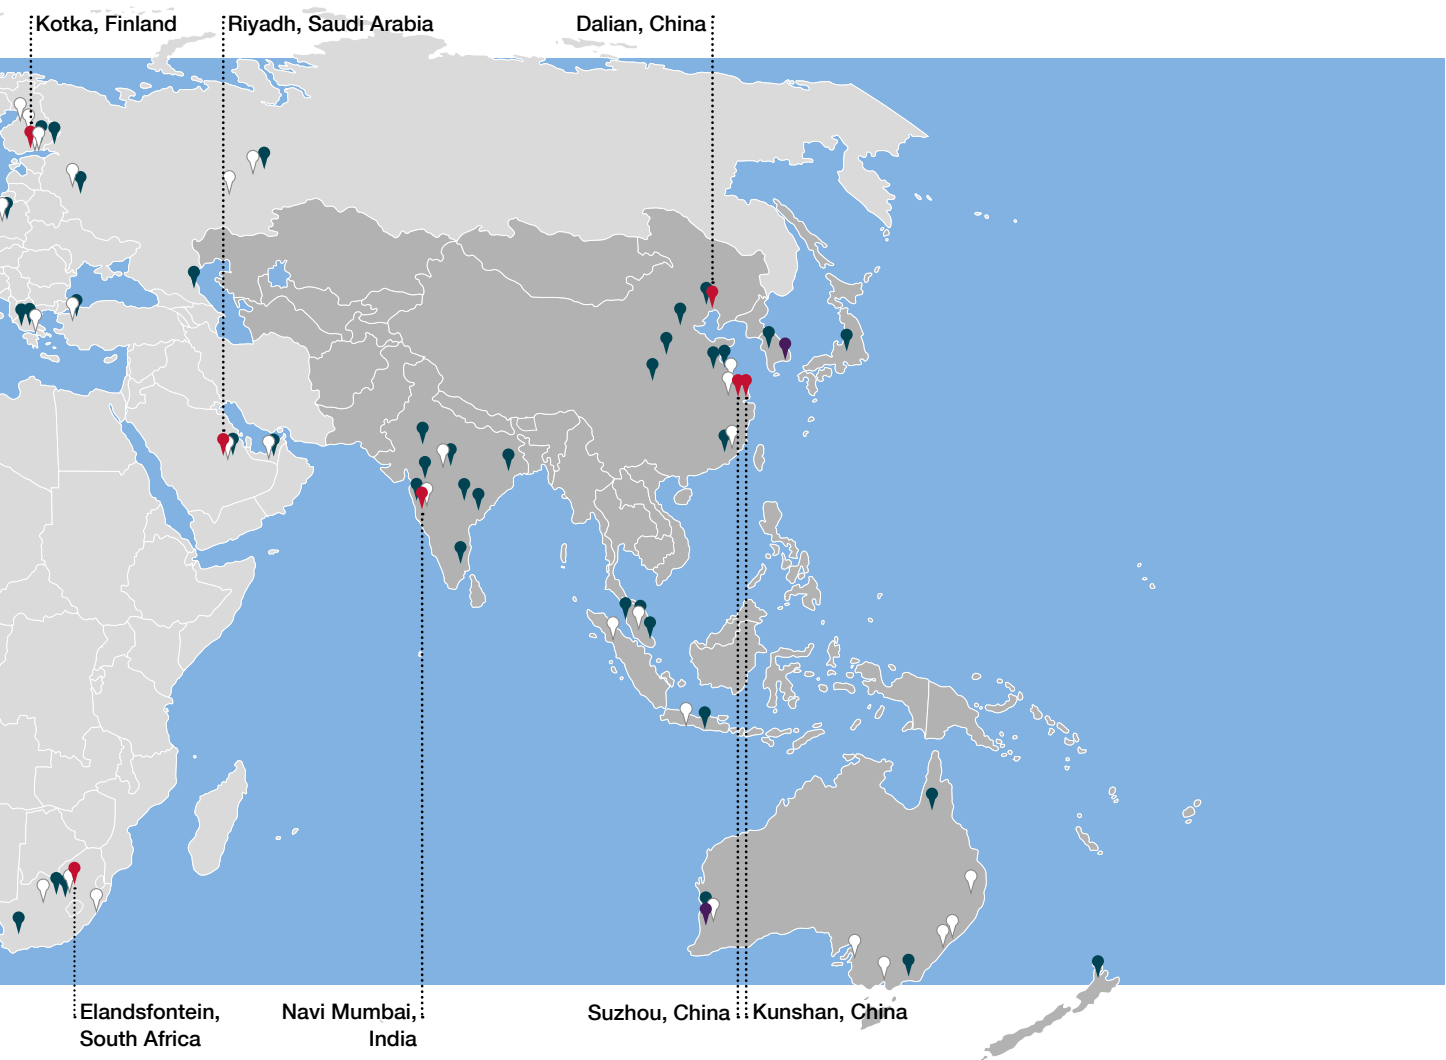 Kotka, Finland
Riyadh, Saudi Arabia
Dalian, China
Elandsfontein,
South Africa
Navi Mumbai,
India
Suzhou, China
Kunshan, China